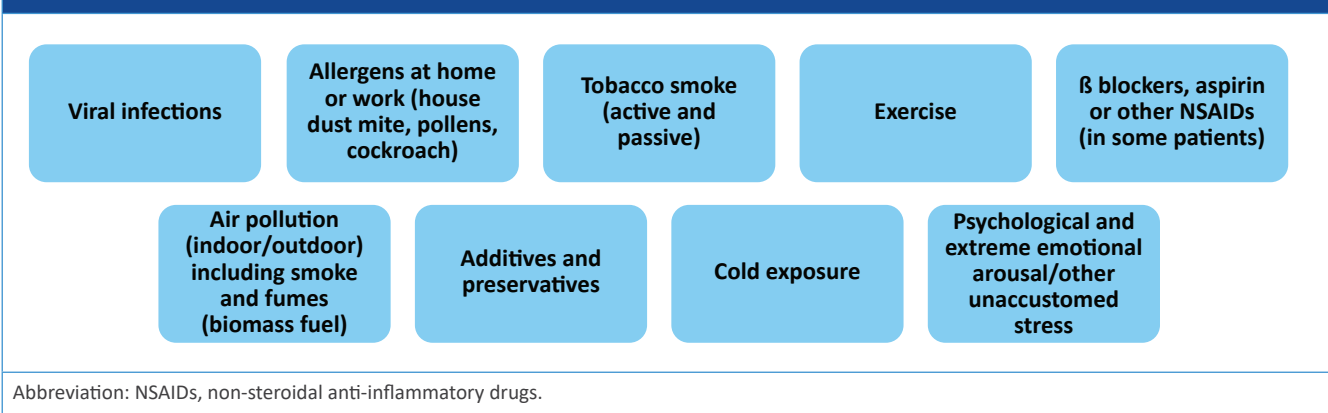 Viral infections
Allergens at home
or work (house
dust mite, pollens,
cockroach)
Tobacco smoke
(active and
passive)
Exercise
ß blockers, aspirin
or other NSAIDs
(in some patients)
Air pollution
(indoor/outdoor)
including smoke
and fumes
(biomass fuel)
Additives and
preservatives
Cold exposure
Psychological and
extreme emotional
arousal/other
unaccustomed
stress
Abbreviation: NSAIDs, non-steroidal anti-inflammatory drugs.